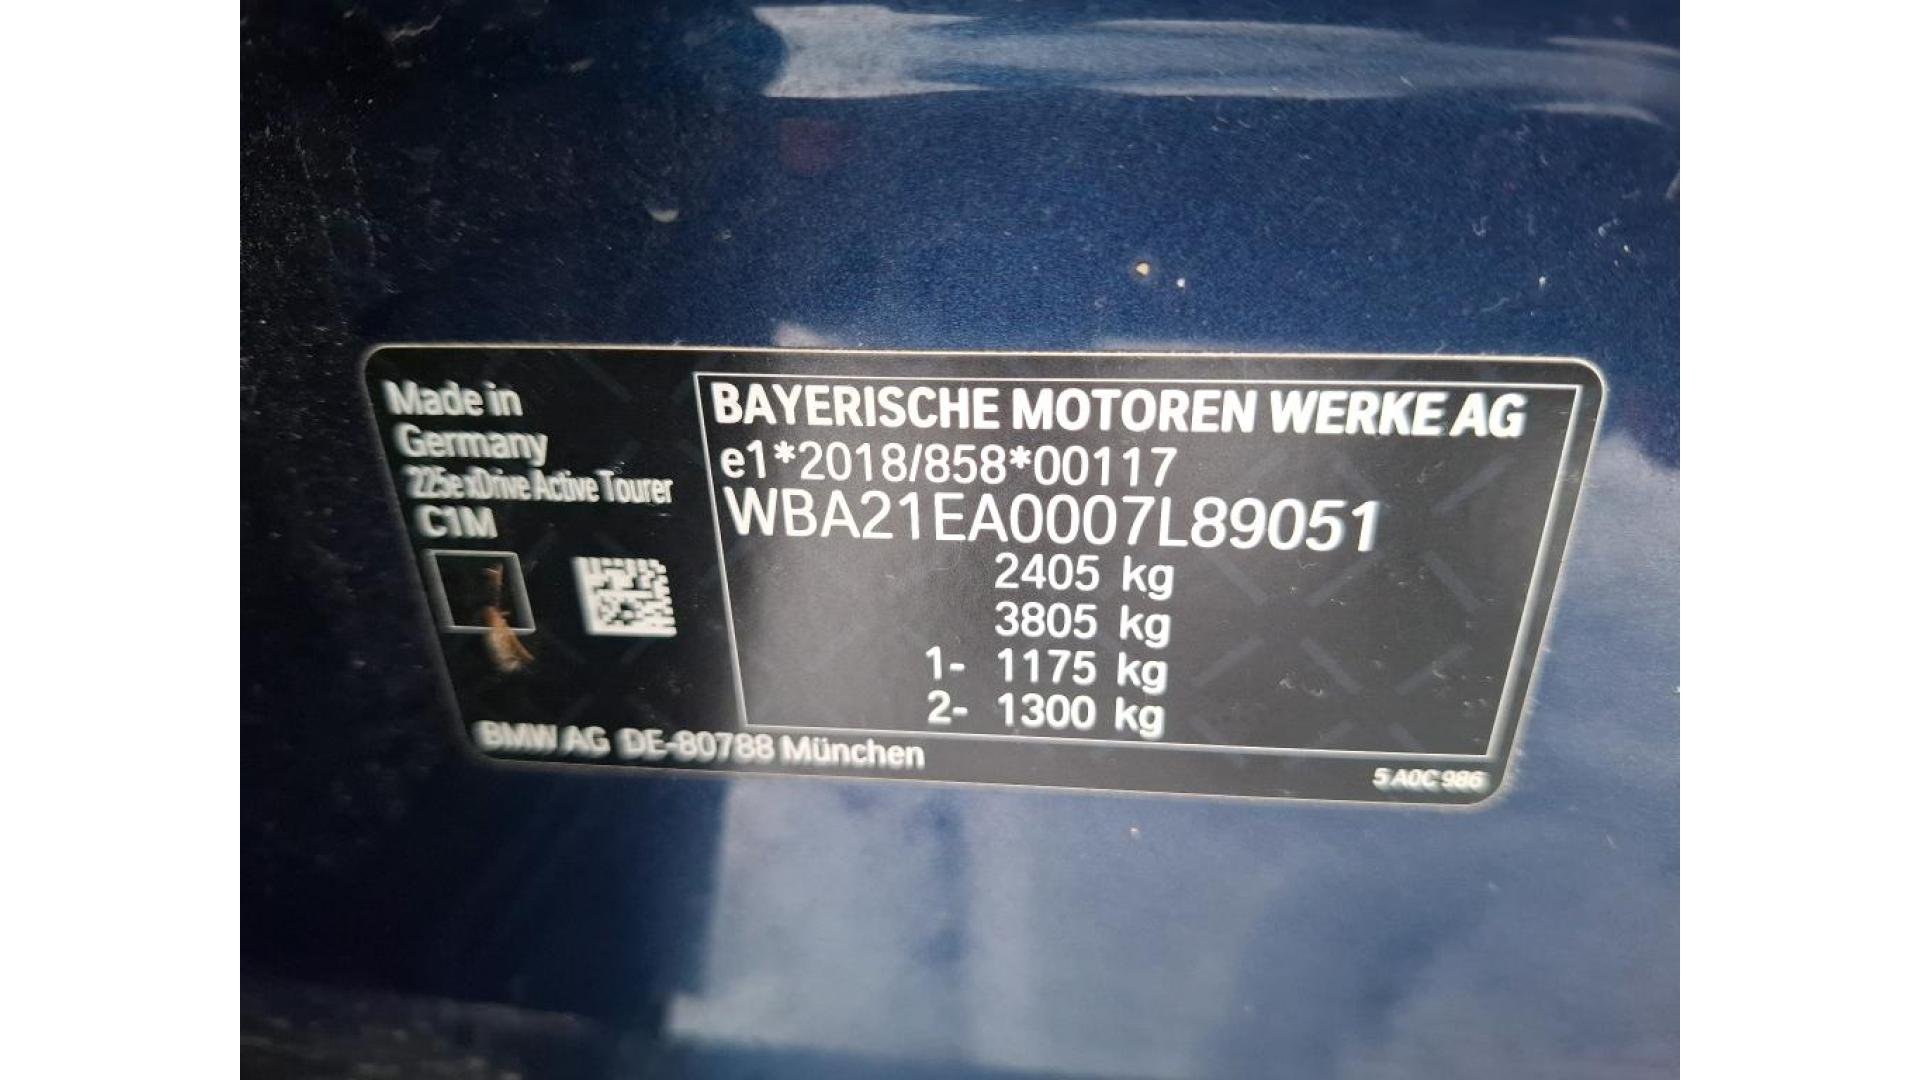 Made in
Germany
225e xDrive Active Tourer
C1M
BAYERISCHE MOTOREN WERKE AG
e1*2018/858*00117
WBA21EA0007L89051
2405 kg
3805 kg
1- 1175 kg
2- 1300 kg
BMW AG DE-80788 München
5 A0C 986